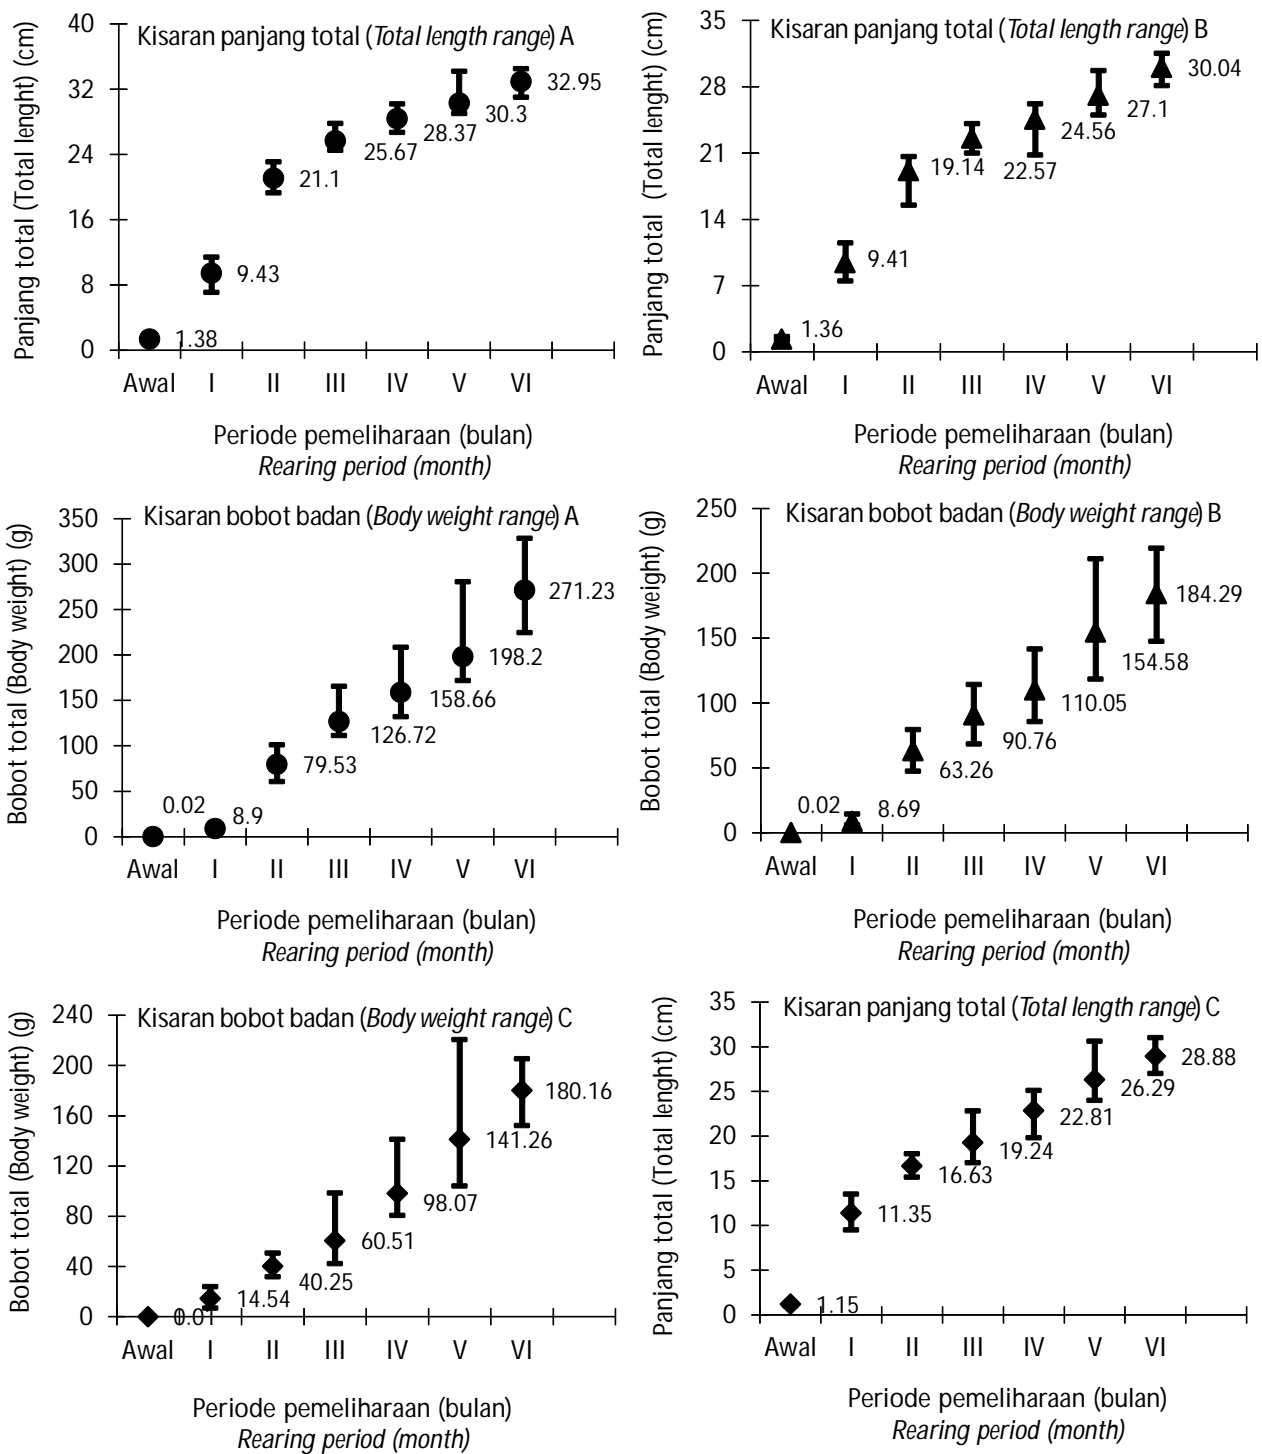 Kisaran panjang total (Total length range) A
Panjang total (Total lenght) (cm)
40
32
24
16
8
0
1.38
9.43
21.1
25.67
28.37
30.3
32.95
Awal I II III IV V VI
Periode pemeliharaan (bulan)
Rearing period (month)
Kisaran panjang total (Total length range) B
Panjang total (Total lenght) (cm)
35
28
21
14
7
0
1.36
9.41
19.14
22.57
24.56
27.1
30.04
Awal I II III IV V VI
Periode pemeliharaan (bulan)
Rearing period (month)
Kisaran bobot badan (Body weight range) A
Bobot total (Body weight) (g)
350
300
250
200
150
100
50
0
0.02
8.9
79.53
126.72
158.66
198.2
271.23
Awal I II III IV V VI
Periode pemeliharaan (bulan)
Rearing period (month)
Kisaran bobot badan (Body weight range) B
Bobot total (Body weight) (g)
250
200
150
100
50
0
0.02
8.69
63.26
90.76
110.05
154.58
184.29
Awal I II III IV V VI
Periode pemeliharaan (bulan)
Rearing period (month)
Kisaran bobot badan (Body weight range) C
Bobot total (Body weight) (g)
240
200
160
120
80
40
0
14.54
40.25
60.51
98.07
141.26
180.16
Awal I II III IV V VI
Periode pemeliharaan (bulan)
Rearing period (month)
Kisaran panjang total (Total length range) C
Panjang total (Total lenght) (cm)
35
30
25
20
15
10
5
0
1.15
11.35
16.63
19.24
22.81
26.29
28.88
Awal I II III IV V VI
Periode pemeliharaan (bulan)
Rearing period (month)